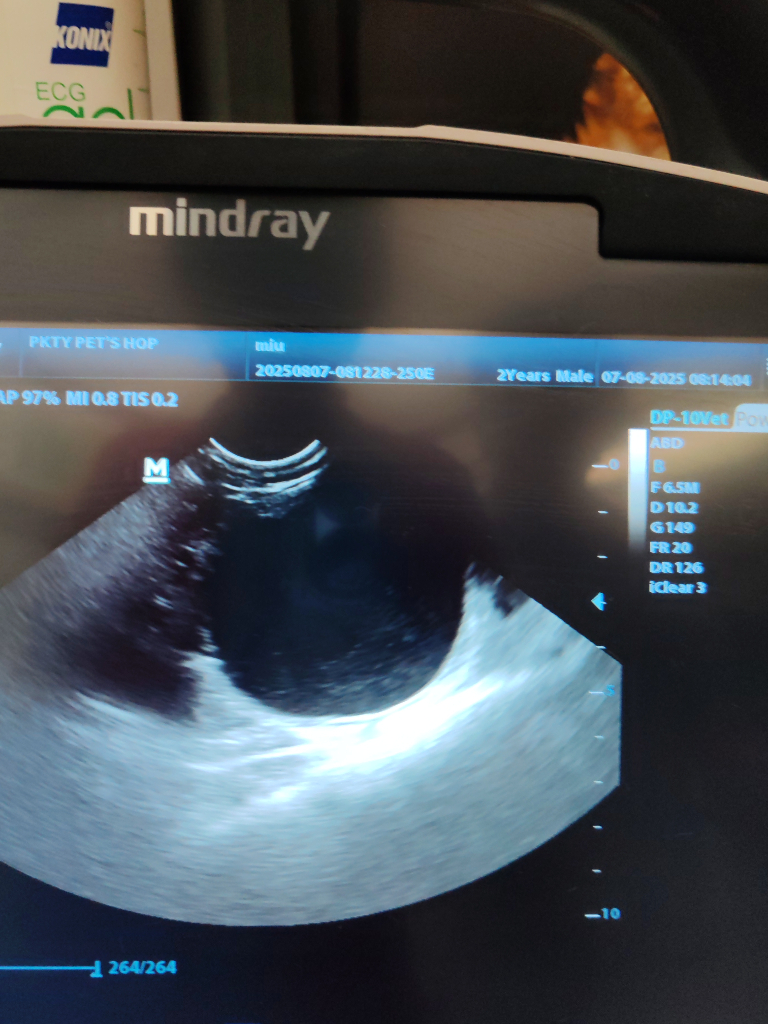 KONIX
ECG
gel
mindray
PKTY PET'S HOP
miu
20250807-081228-250E
2Years Male
07-08-2025 08:14:04
AP 97% MI 0.8 TIS 0.2
DP-10Vet
Pow
ABD
B
F 6.5M
D 10.2
G 149
FR 20
DR 126
iClear 3
M
0
5
10
264/264